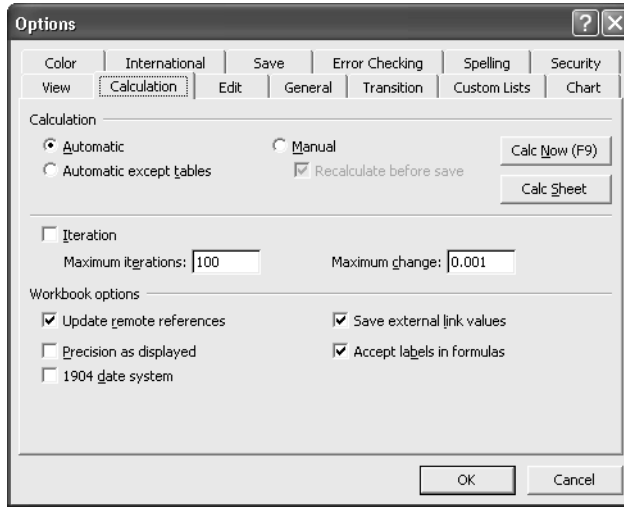 Options
Color International Save Error Checking Spelling Security
View Calculation Edit General Transition Custom Lists Chart
Calculation
Automatic Manual Calc Now (F9)
Automatic except tables Recalculate before save
Calc Sheet
Iteration
Maximum iterations: 100 Maximum change: 0.001
Workbook options
Update remote references Save external link values
Precision as displayed Accept labels in formulas
1904 date system
OK Cancel